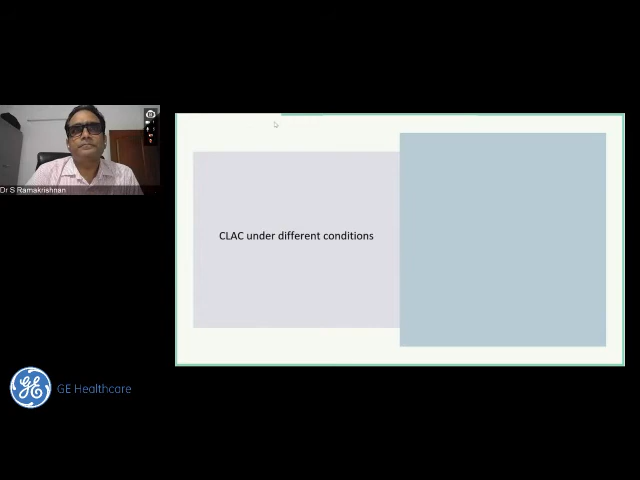 Dr S Ramakrishnan
CLAC under different conditions
GE Healthcare